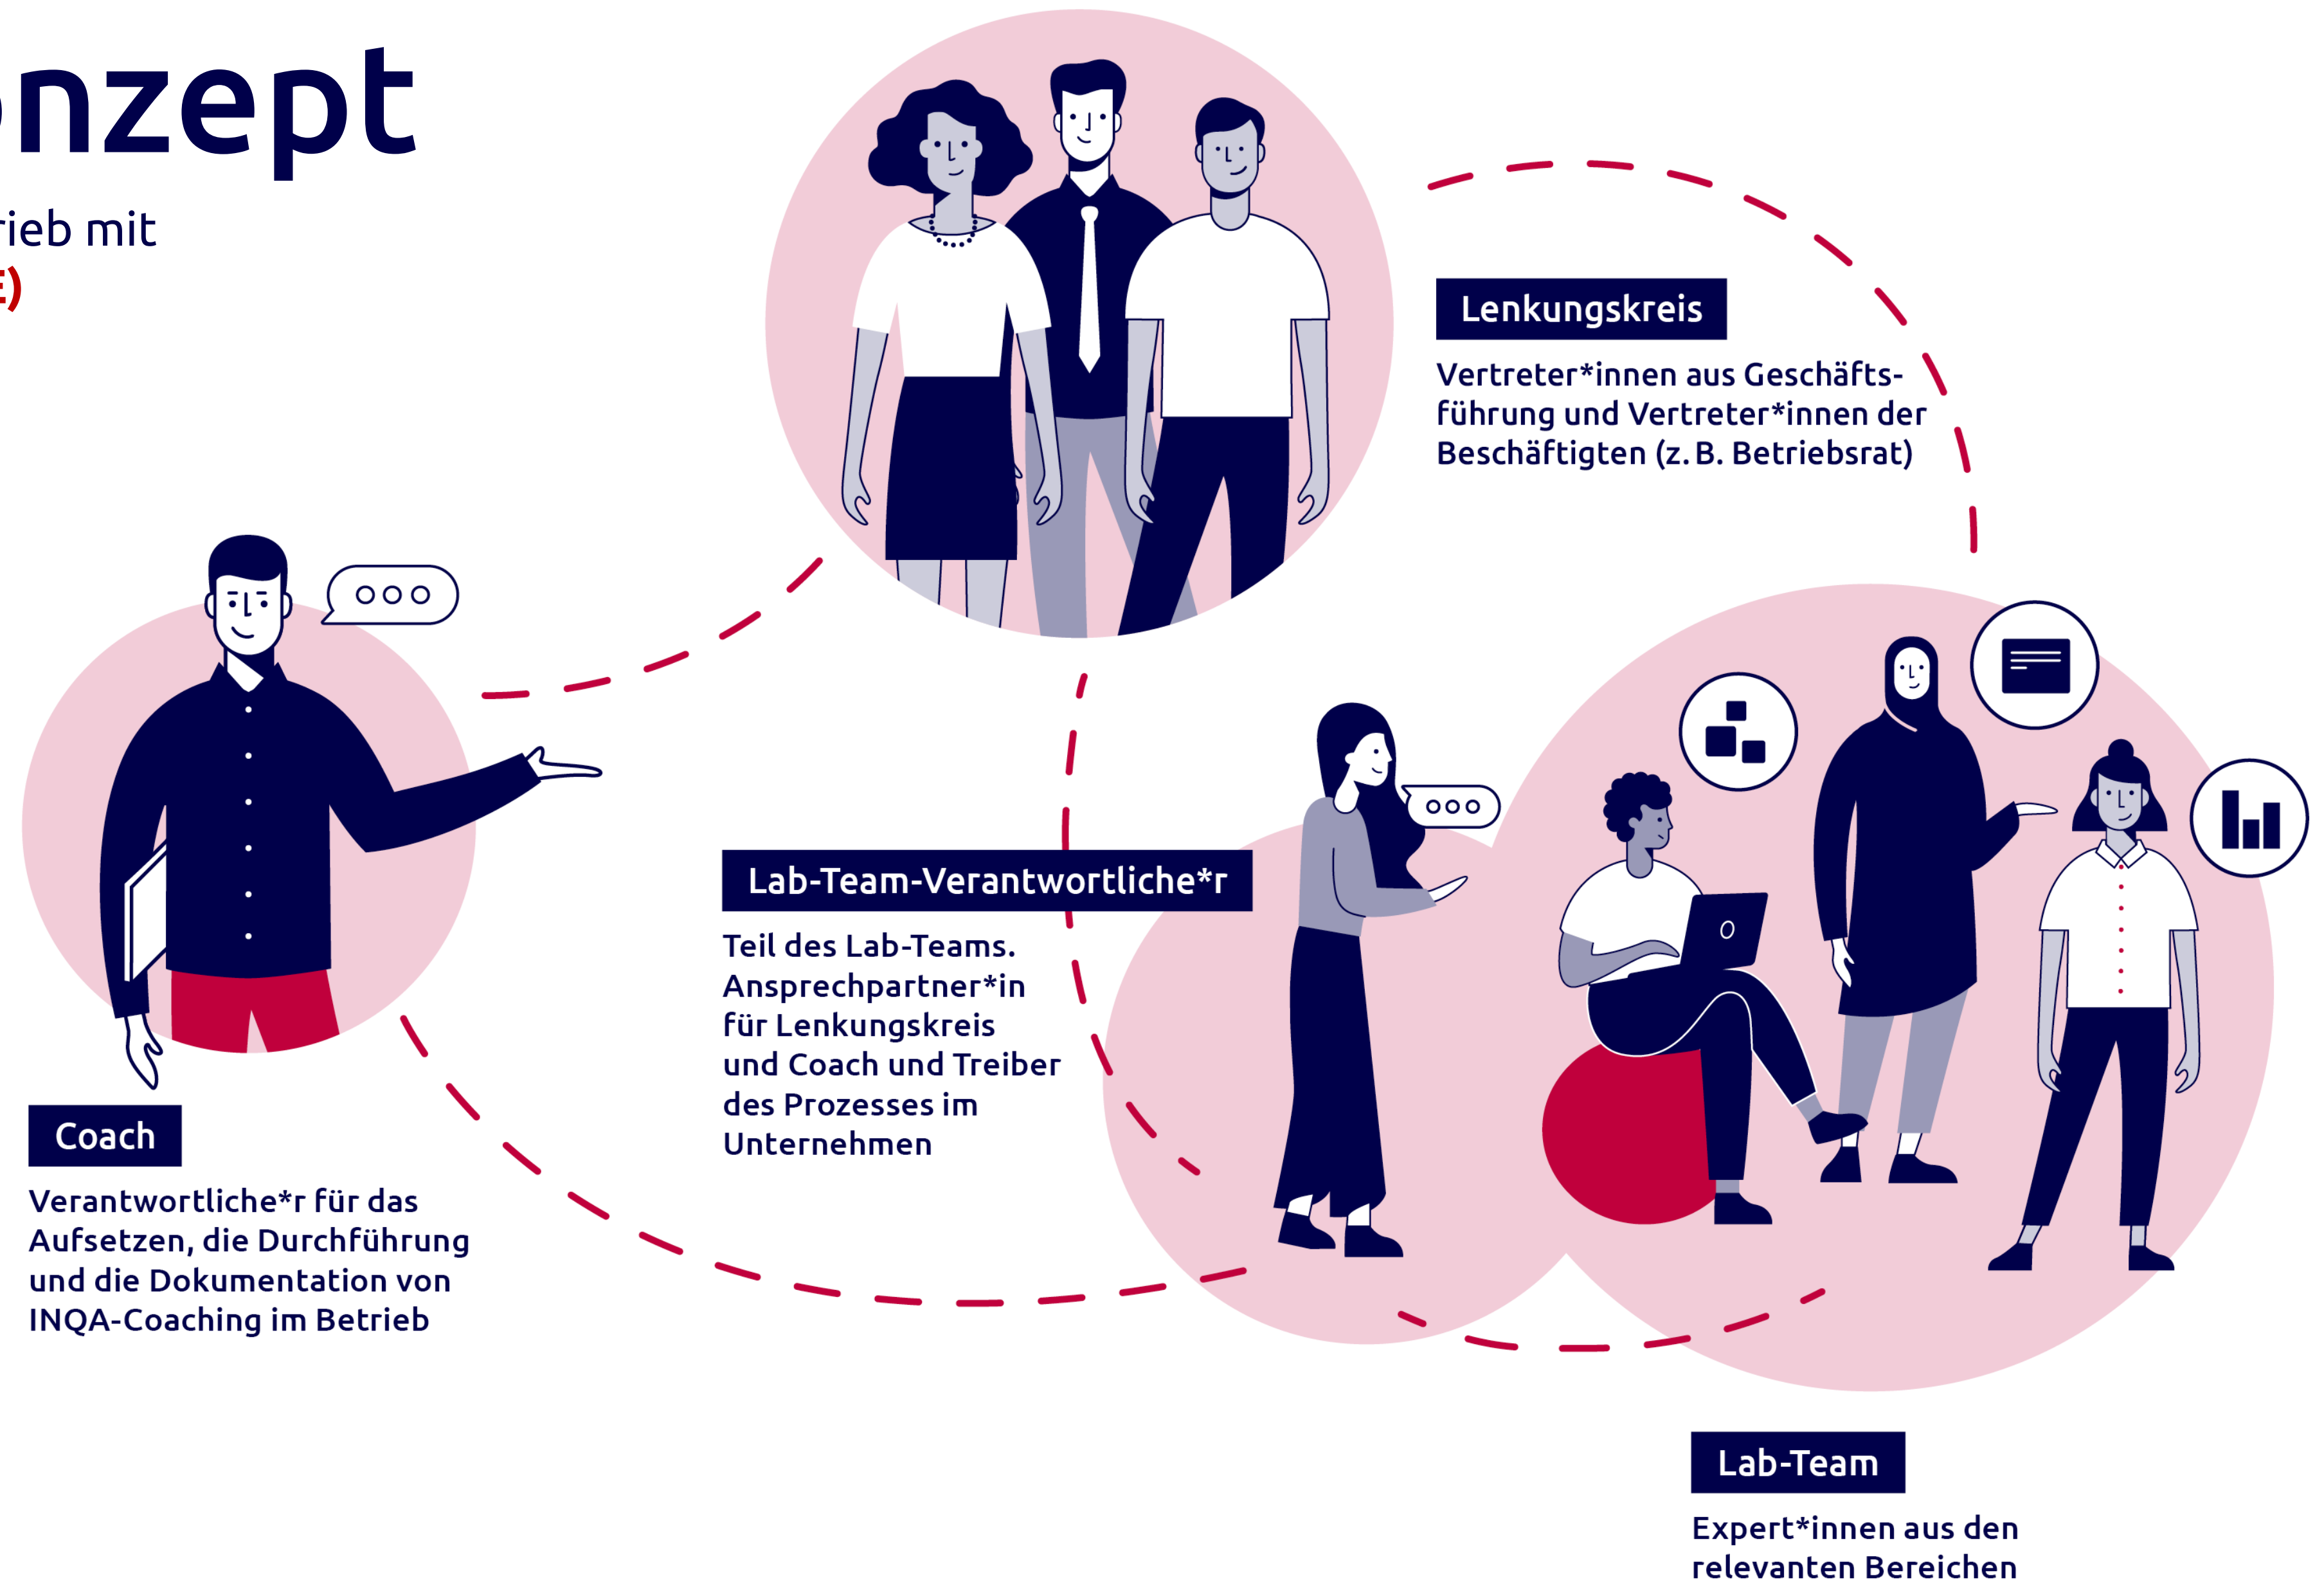 onzept
rieb mit
E)
Lenkungskreis
Vertreter*innen aus Geschäfts-
führung und Vertreter*innen der
Beschäftigten (z. B. Betriebsrat)
Lab-Team-Verantwortliche*r
Teil des Lab-Teams.
Ansprechpartner*in
für Lenkungskreis
und Coach und Treiber
des Prozesses im
Unternehmen
Coach
Verantwortliche*r für das
Aufsetzen, die Durchführung
und die Dokumentation von
INQA-Coaching im Betrieb
Lab-Team
Expert*innen aus den
relevanten Bereichen